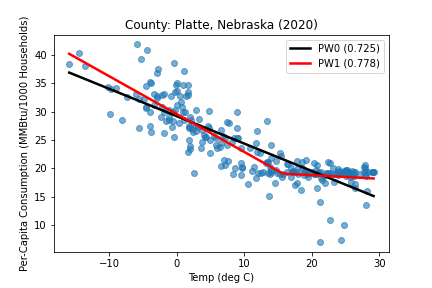 County: Platte, Nebraska (2020)
PW0 (0.725)
PW1 (0.778)
Per-Capita Consumption (MMBtu/1000 Households)
40
35
30
25
20
15
10
−10
0
10
20
30
Temp (deg C)